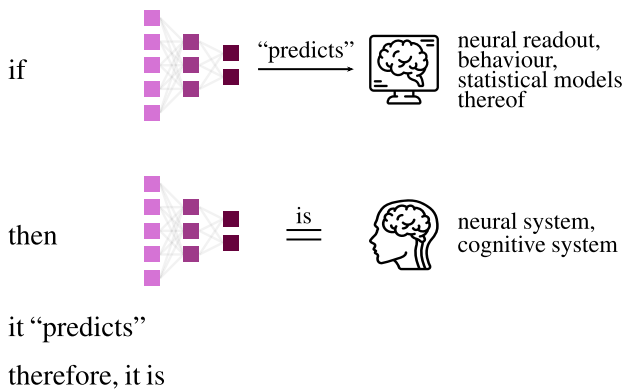 if
“predicts”
neural readout,
behaviour,
statistical models
thereof
then
is
neural system,
cognitive system
it “predicts”
therefore, it is